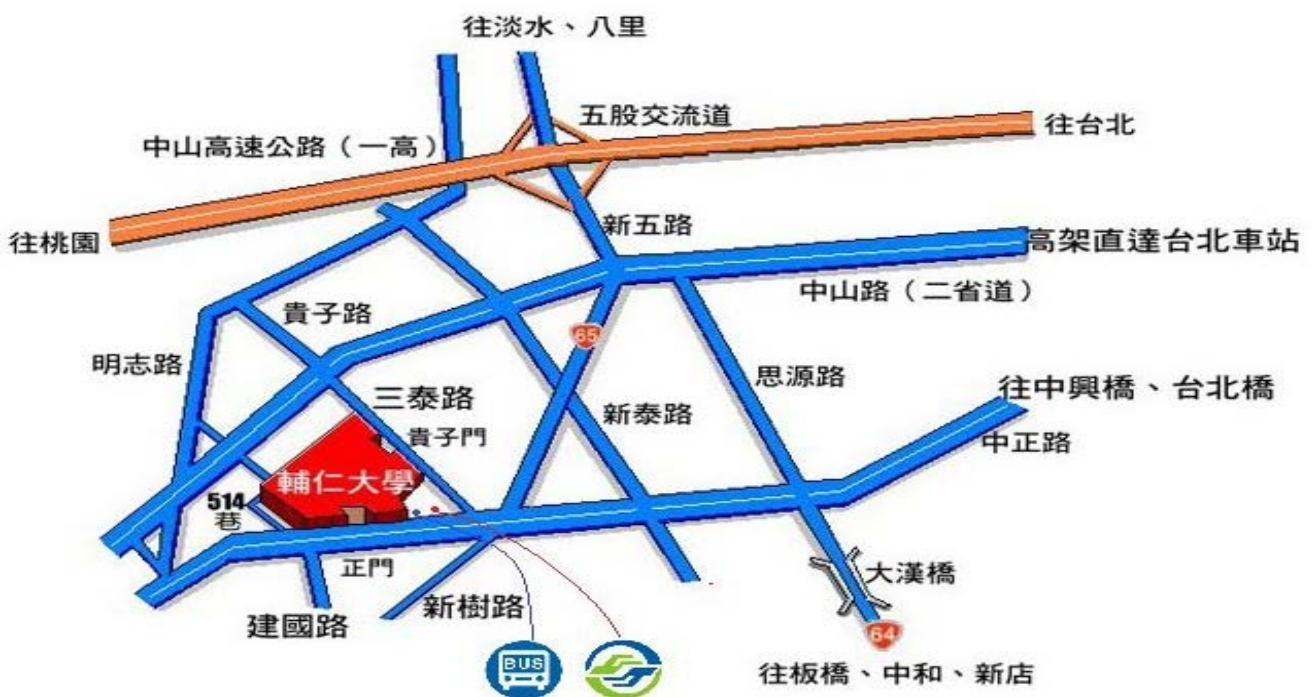 往淡水、八里
五股交流道
往台北
中山高速公路（一高）
往桃園
新五路
高架直達台北車站
中山路（二省道）
貴子路
65
明志路
思源路
三泰路
往中興橋、台北橋
新泰路
貴子門
中正路
輔仁大學
514
巷
正門
大漢橋
新樹路
建國路
64
BUS
往板橋、中和、新店